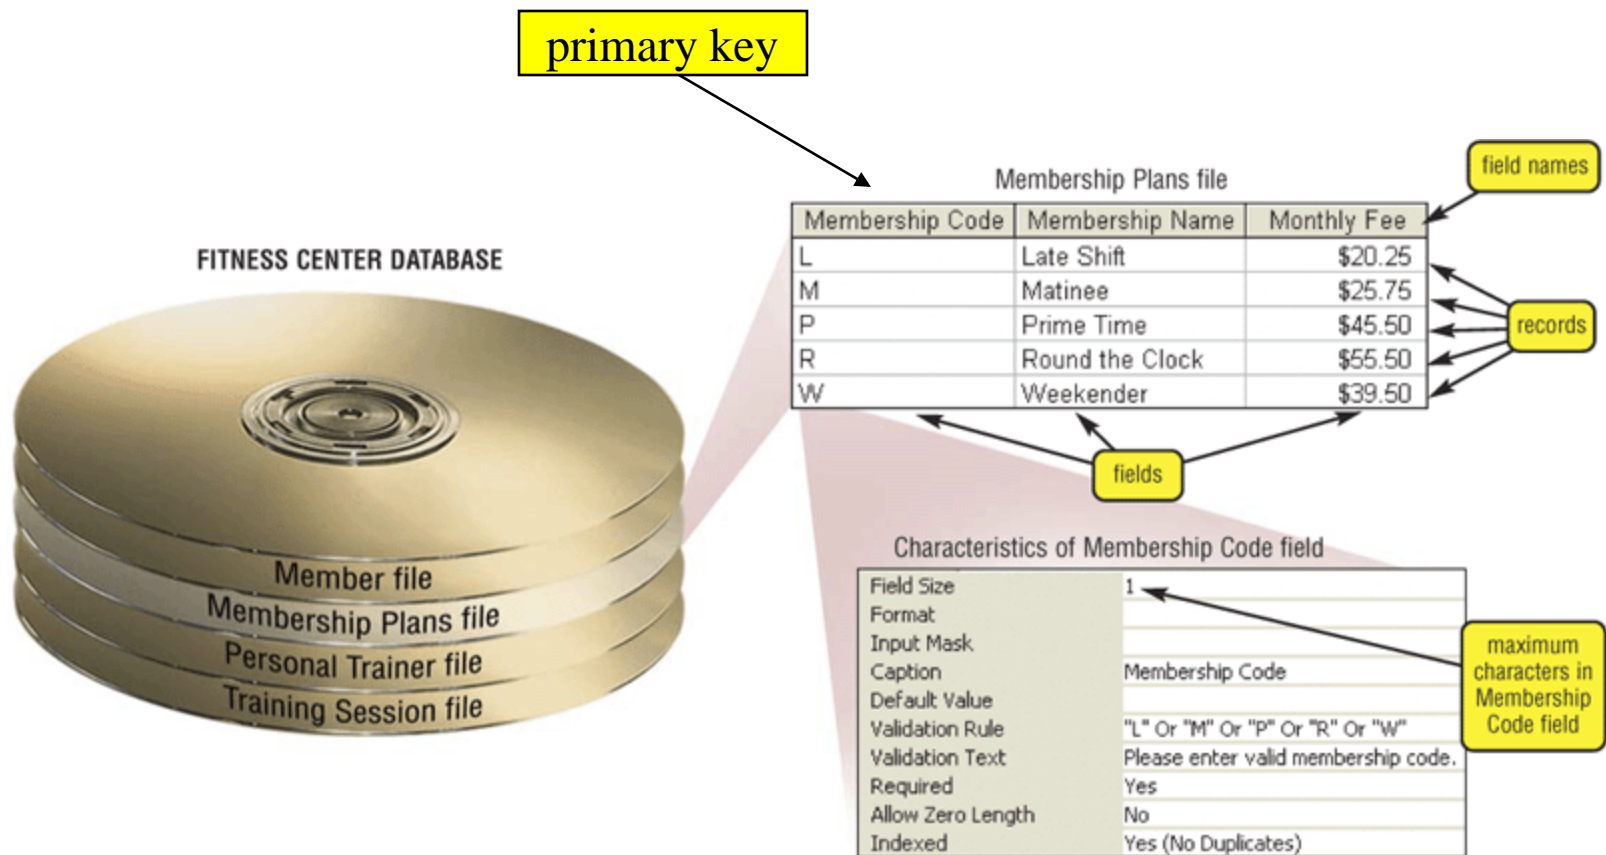 primary key
field names
Membership Plans file
Membership Code Membership Name Monthly Fee
L Late Shift $20.25
M Matinee $25.75
P Prime Time $45.50
R Round the Clock $55.50
W Weekender $39.50
records
fields
FITNESS CENTER DATABASE
Member file
Membership Plans file
Personal Trainer file
Training Session file
Characteristics of Membership Code field
Field Size 1
Format
Input Mask
Caption Membership Code
Default Value
Validation Rule "L" Or "M" Or "P" Or "R" Or "W"
Validation Text Please enter valid membership code.
Required Yes
Allow Zero Length No
Indexed Yes (No Duplicates)
maximum
characters in
Membership
Code field